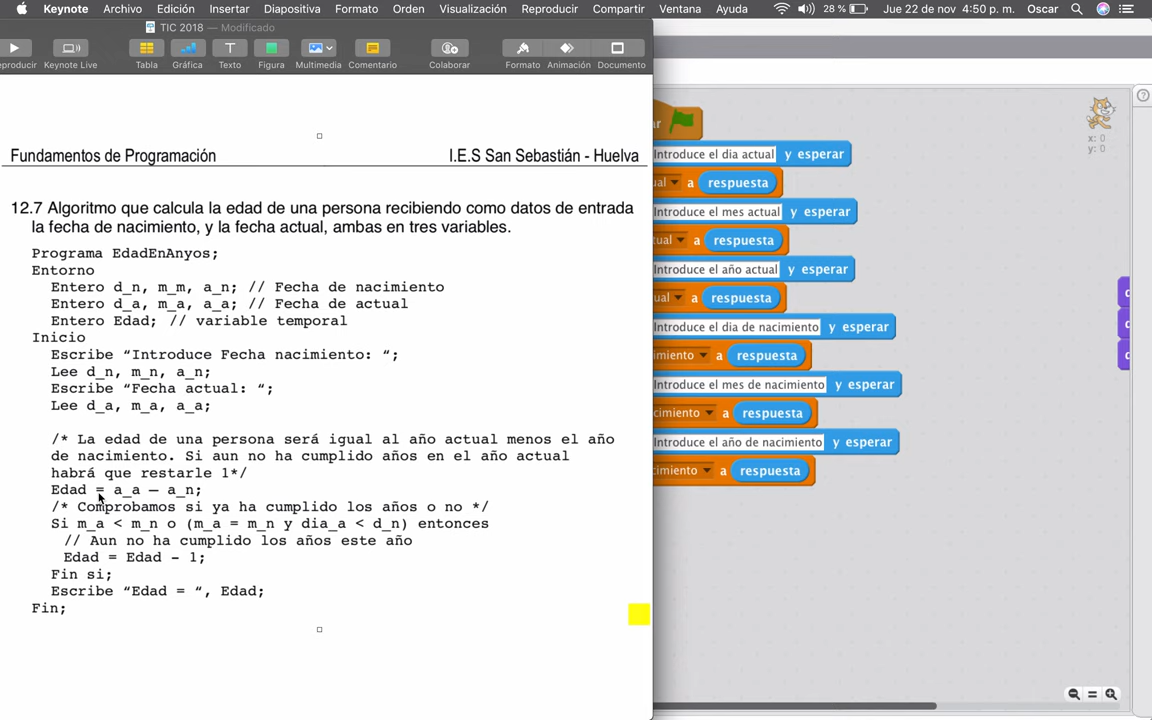 Keynote Archivo Edición Insertar Diapositiva Formato Orden Visualización Reproducir Compartir Ventana Ayuda 28 % Jue 22 de nov 4:50 p. m. Oscar
TIC 2018 — Modificado
eproducir Keynote Live Tabla Gráfica Texto Figura Multimedia Comentario Colaborar Formato Animación Documento
Fundamentos de Programación I.E.S San Sebastián - Huelva
12.7 Algoritmo que calcula la edad de una persona recibiendo como datos de entrada
la fecha de nacimiento, y la fecha actual, ambas en tres variables.
Programa EdadEnAnyos;
Entorno
Entero d_n, m_m, a_n; // Fecha de nacimiento
Entero d_a, m_a, a_a; // Fecha de actual
Entero Edad; // variable temporal
Inicio
Escribe “Introduce Fecha nacimiento: “;
Lee d_n, m_n, a_n;
Escribe “Fecha actual: “;
Lee d_a, m_a, a_a;
/* La edad de una persona será igual al año actual menos el año
de nacimiento. Si aun no ha cumplido años en el año actual
habrá que restarle 1*/
Edad = a_a – a_n;
/* Comprobamos si ya ha cumplido los años o no */
Si m_a < m_n o (m_a = m_n y dia_a < d_n) entonces
// Aun no ha cumplido los años este año
Edad = Edad - 1;
Fin si;
Escribe “Edad = “, Edad;
Fin;
ar
Introduce el dia actual y esperar
ual a respuesta
Introduce el mes actual y esperar
tual a respuesta
Introduce el año actual y esperar
ual a respuesta
Introduce el dia de nacimiento y esperar
imiento a respuesta
Introduce el mes de nacimiento y esperar
cimiento a respuesta
Introduce el año de nacimiento y esperar
cimiento a respuesta
x: 0
y: 0